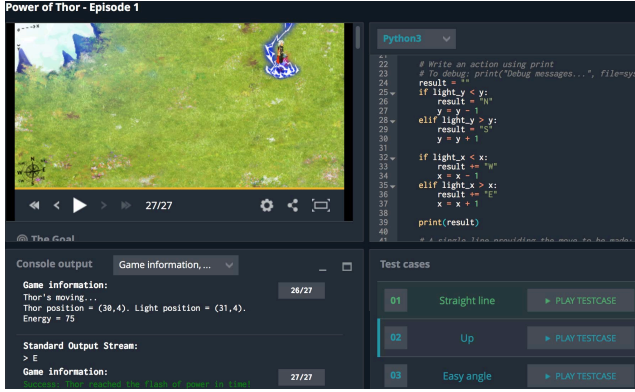 Power of Thor - Episode 1
N
W
E
S
27/27
The Goal
Python3
21
22 # Write an action using print
23 # To debug: print("Debug messages...", file=sys
24 result = ""
25 if light_y < y:
26 result = "N"
27 y = y - 1
28 elif light_y > y:
29 result = "S"
30 y = y + 1
31
32 if light_x < x:
33 result += "W"
34 x = x - 1
35 elif light_x > x:
36 result += "E"
37 x = x + 1
38
39 print(result)
40
41 # A single line providing the move to be made:
Console output
Game information, ...
Game information:
26/27
Thor's moving...
Thor position = (30,4). Light position = (31,4).
Energy = 75
Standard Output Stream:
> E
Game information:
27/27
Success: Thor reached the flash of power in time!
Test cases
01 Straight line PLAY TESTCASE
02 Up PLAY TESTCASE
03 Easy angle PLAY TESTCASE